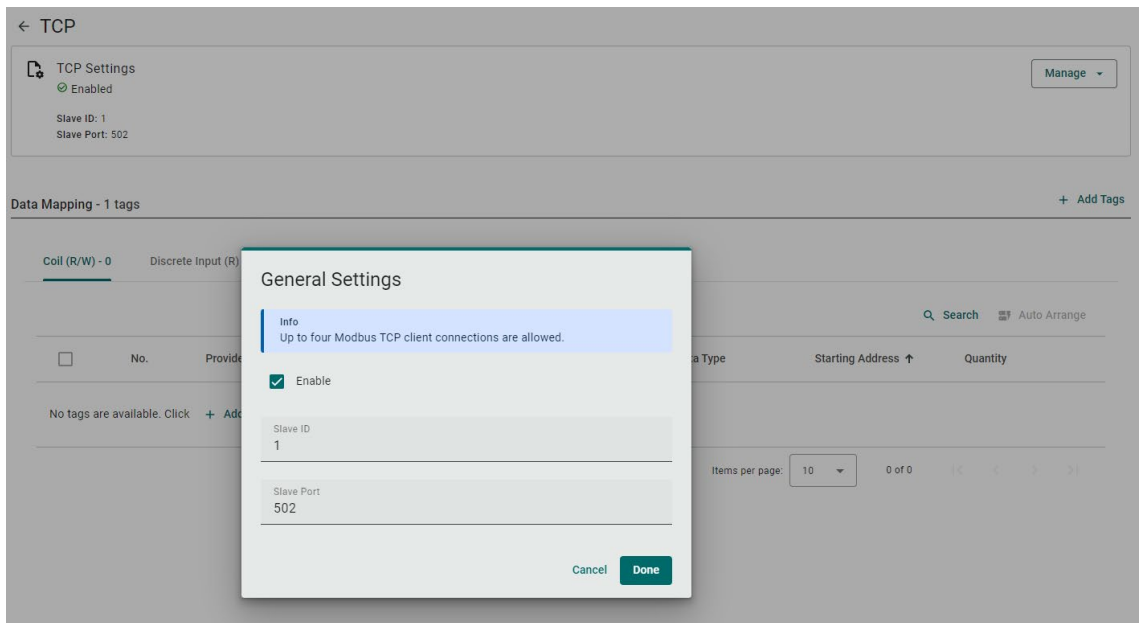 ← TCP
TCP Settings
Manage
Enabled
Slave ID: 1
Slave Port: 502
Data Mapping - 1 tags
+ Add Tags
Coil (R/W) - 0 Discrete Input (R)
General Settings
Info
Up to four Modbus TCP client connections are allowed.
Search Auto Arrange
No. Provide a Type Starting Address ↑ Quantity
Enable
No tags are available. Click + Add
Slave ID
1
Items per page: 10 0 of 0
Slave Port
502
Cancel Done